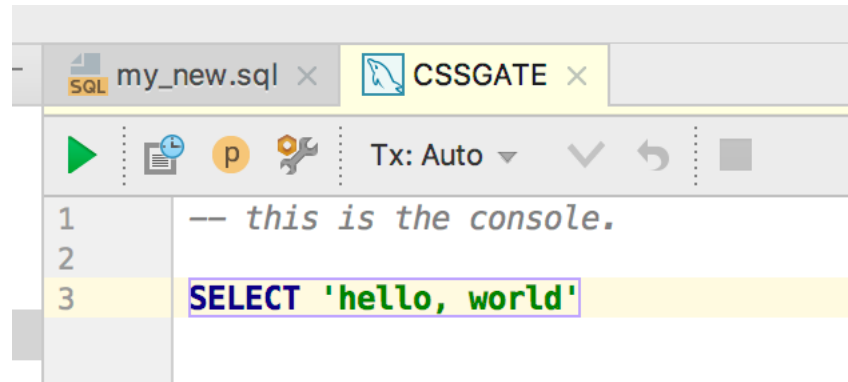 SQL my_new.sql CSSGATE
p Tx: Auto
1 -- this is the console.
2
3 SELECT 'hello, world'